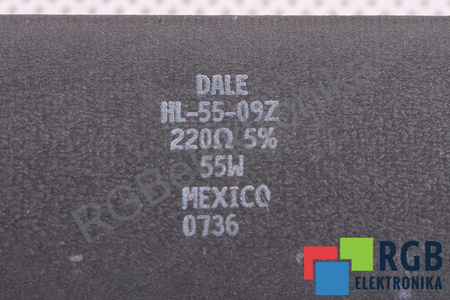 DALE
HL-55-09Z
220Ω 5%
55W
MEXICO
0736
RGB
ELEKTRONIKA